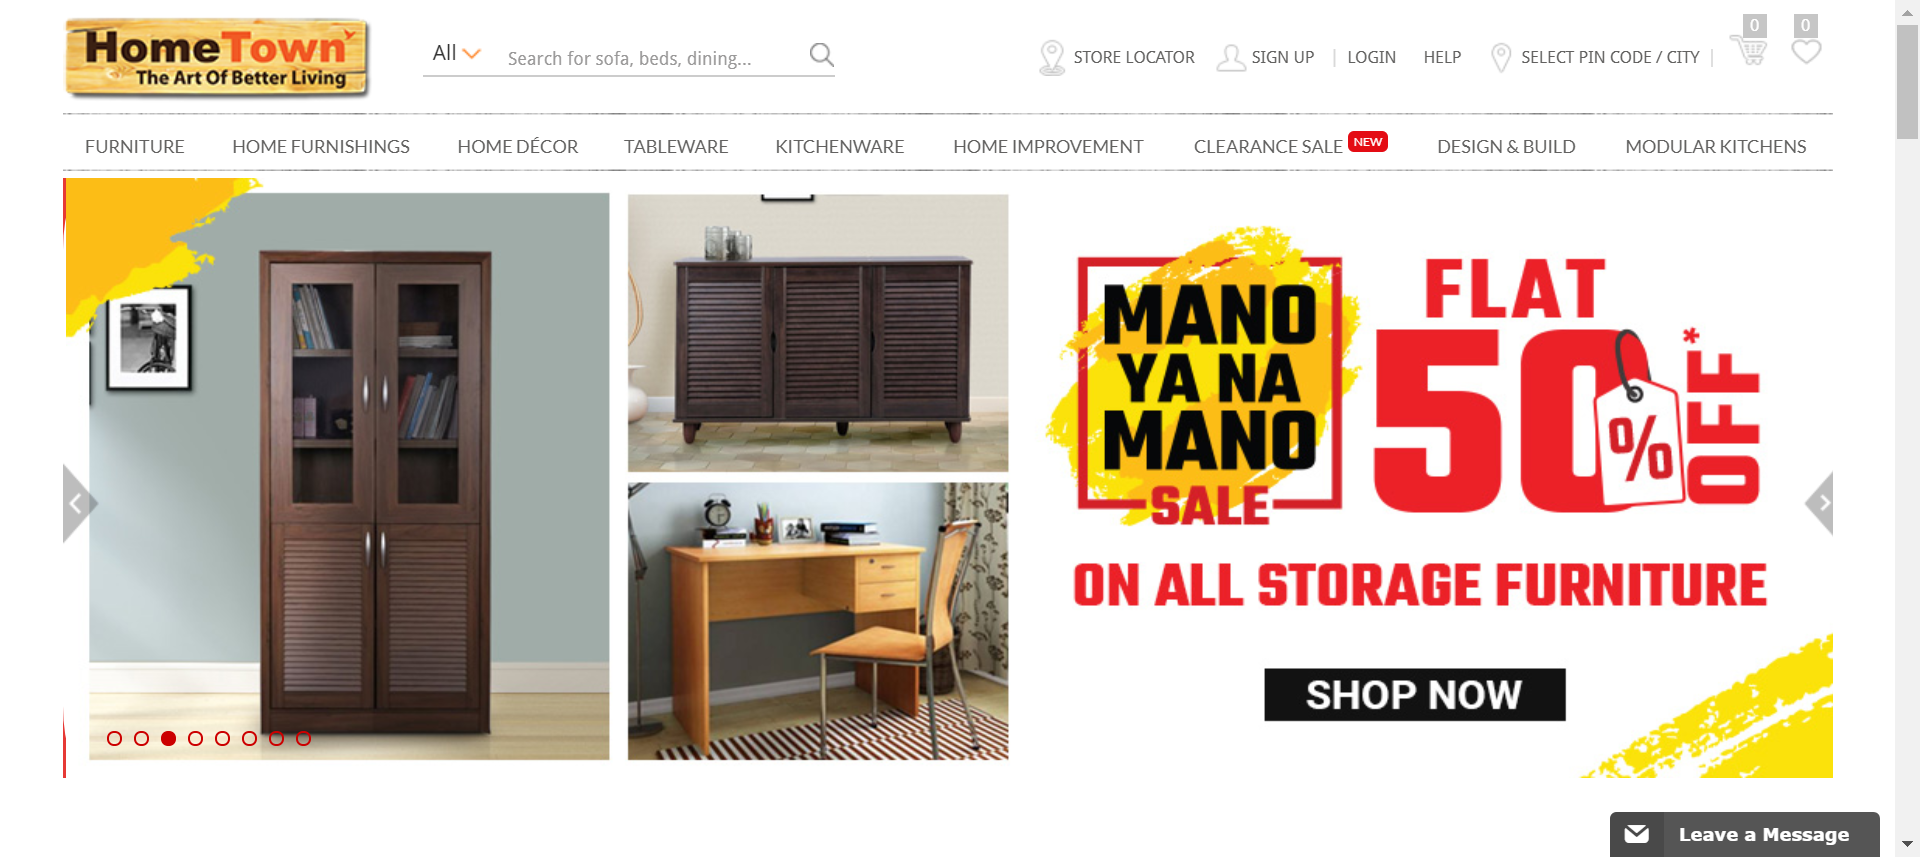 HomeTown
The Art Of Better Living
All
Search for sofa, beds, dining...
STORE LOCATOR
SIGN UP
LOGIN
HELP
SELECT PIN CODE / CITY
0
0
FURNITURE
HOME FURNISHINGS
HOME DÉCOR
TABLEWARE
KITCHENWARE
HOME IMPROVEMENT
CLEARANCE SALE NEW
DESIGN & BUILD
MODULAR KITCHENS
MANO
YA NA
MANO
SALE
FLAT
50% OFF*
ON ALL STORAGE FURNITURE
SHOP NOW
Leave a Message